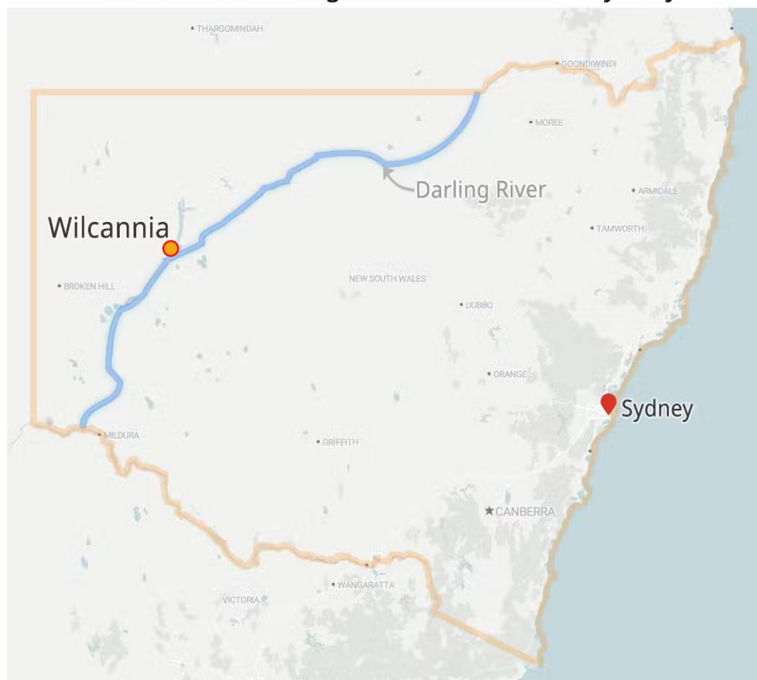 THARGOMINDAH
GOONDIWINDI
MOREE
Darling River
ARMIDALE
Wilcannia
TAMWORTH
NEW SOUTH WALES
BROKEN HILL
DUBBO
ORANGE
Sydney
MILDURA
GRIFFITH
CANBERRA
WANGARATTA
VICTORIA